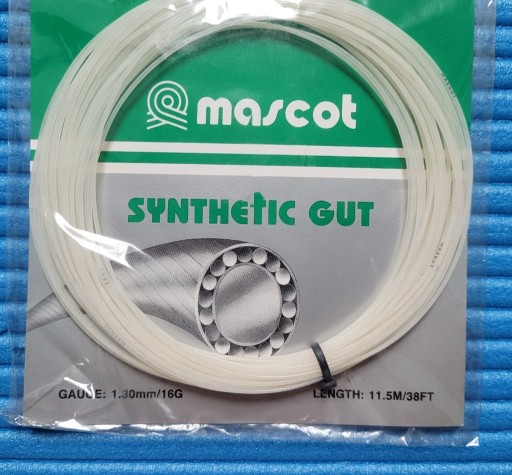 mascot
SYNTHETIC GUT
GAUGE: 1.30mm/16G
LENGTH: 11.5M/38FT